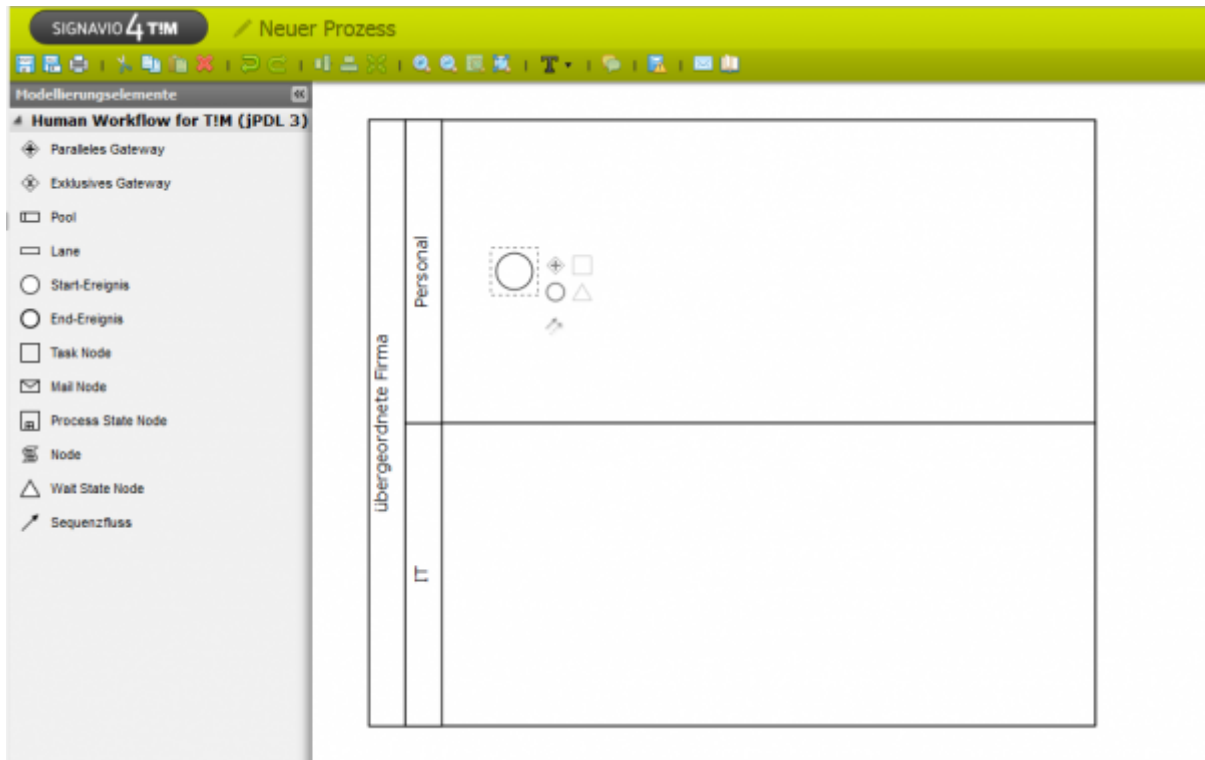 SIGNAVIO 4 T!M
Neuer Prozess
Modellierungselemente
Human Workflow for T!M (jPDL 3)
Paralleles Gateway
Exklusives Gateway
Pool
Lane
Start-Ereignis
End-Ereignis
Task Node
Mail Node
Process State Node
Node
Wait State Node
Sequenzfluss
übergeordnete Firma
Personal
IT